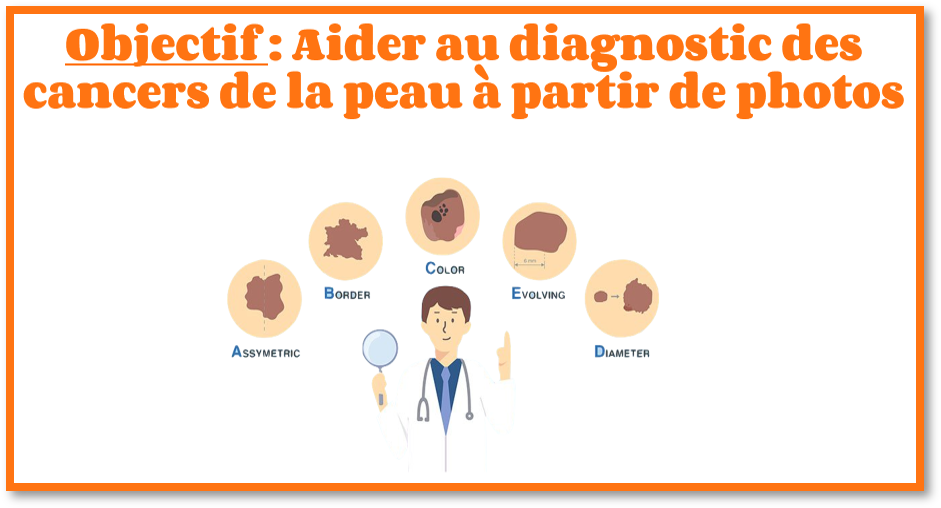 Objectif : Aider au diagnostic des
cancers de la peau à partir de photos
COLOR
6 mm
BORDER
EVOLVING
ASSYMETRIC
DIAMETER